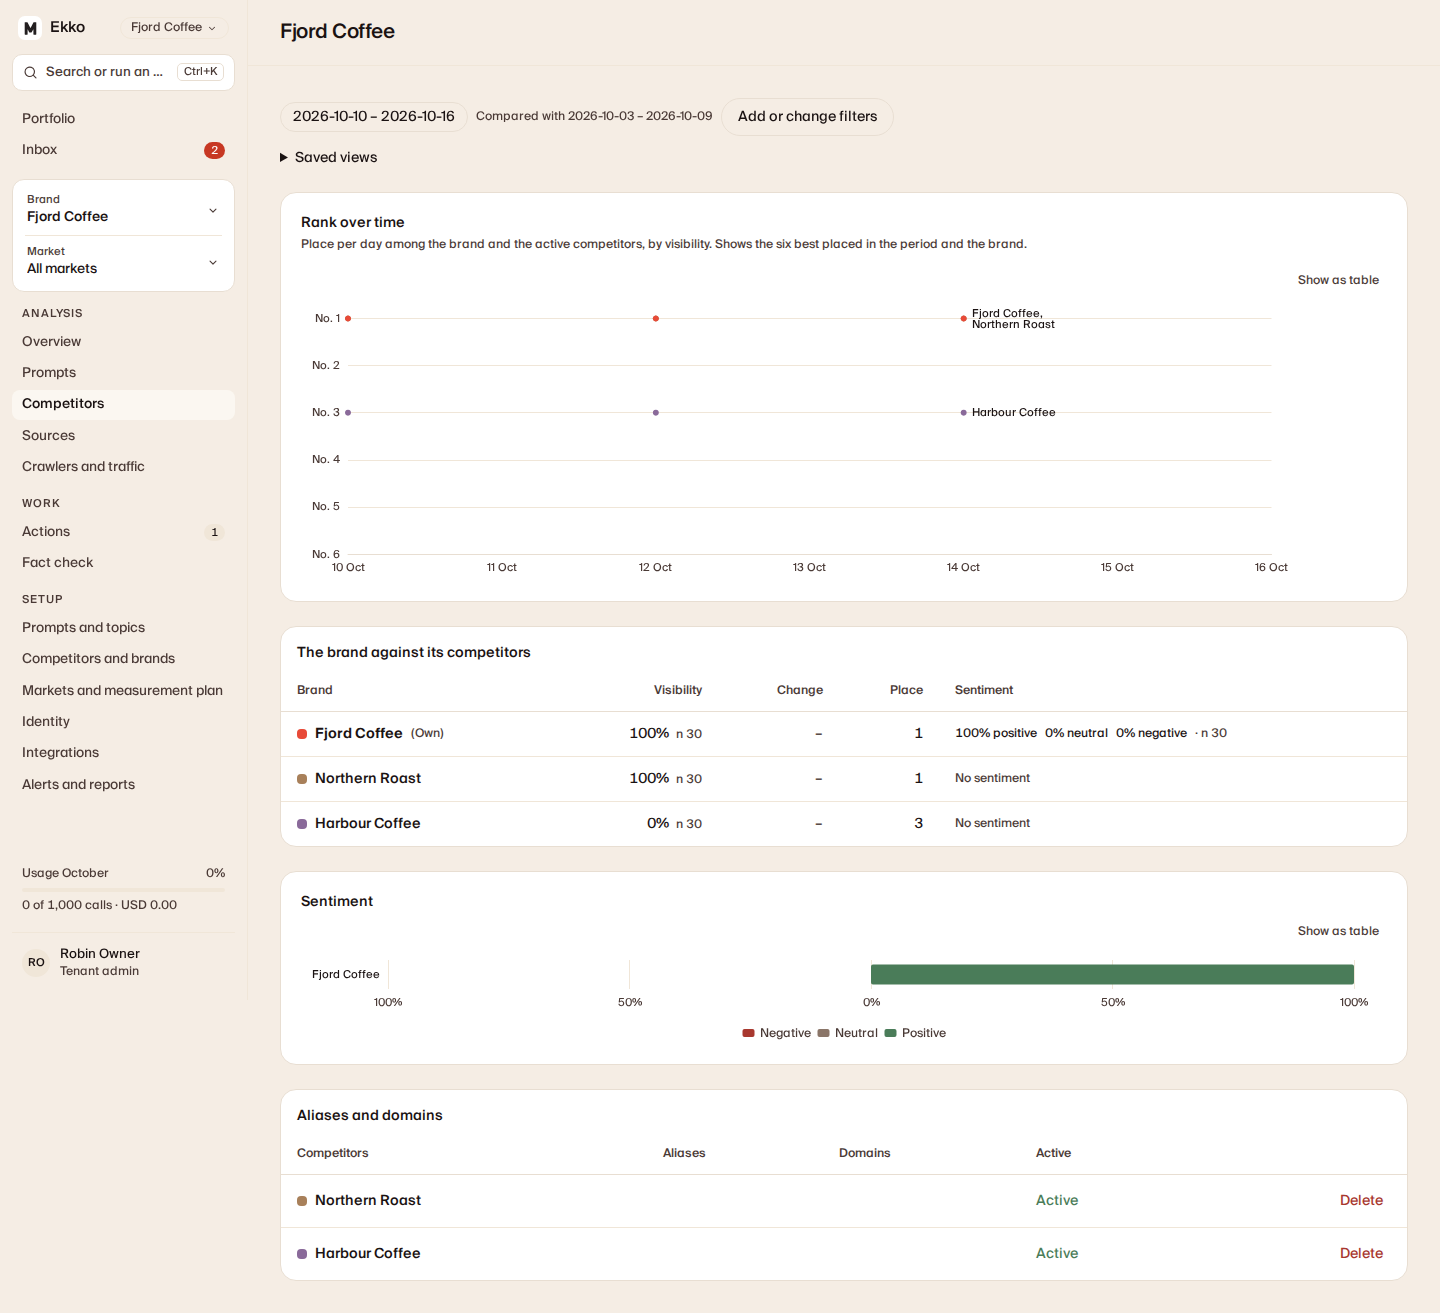 Ekko
Fjord Coffee
Search or run an ...
Ctrl+K
Portfolio
Inbox
2
Brand
Fjord Coffee
Market
All markets
ANALYSIS
Overview
Prompts
Competitors
Sources
Crawlers and traffic
WORK
Actions
1
Fact check
SETUP
Prompts and topics
Competitors and brands
Markets and measurement plan
Identity
Integrations
Alerts and reports
Usage October 0%
0 of 1,000 calls · USD 0.00
RO
Robin Owner
Tenant admin
Fjord Coffee
2026-10-10 – 2026-10-16
Compared with 2026-10-03 – 2026-10-09
Add or change filters
Saved views
Rank over time
Place per day among the brand and the active competitors, by visibility. Shows the six best placed in the period and the brand.
Show as table
No. 1
Fjord Coffee,
Northern Roast
No. 2
No. 3
Harbour Coffee
No. 4
No. 5
No. 6
10 Oct 11 Oct 12 Oct 13 Oct 14 Oct 15 Oct 16 Oct
The brand against its competitors
Brand Visibility Change Place Sentiment
Fjord Coffee (Own) 100% n 30 – 1 100% positive 0% neutral 0% negative · n 30
Northern Roast 100% n 30 – 1 No sentiment
Harbour Coffee 0% n 30 – 3 No sentiment
Sentiment
Show as table
Fjord Coffee
100% 50% 0% 50% 100%
Negative Neutral Positive
Aliases and domains
Competitors Aliases Domains Active
Northern Roast Active Delete
Harbour Coffee Active Delete